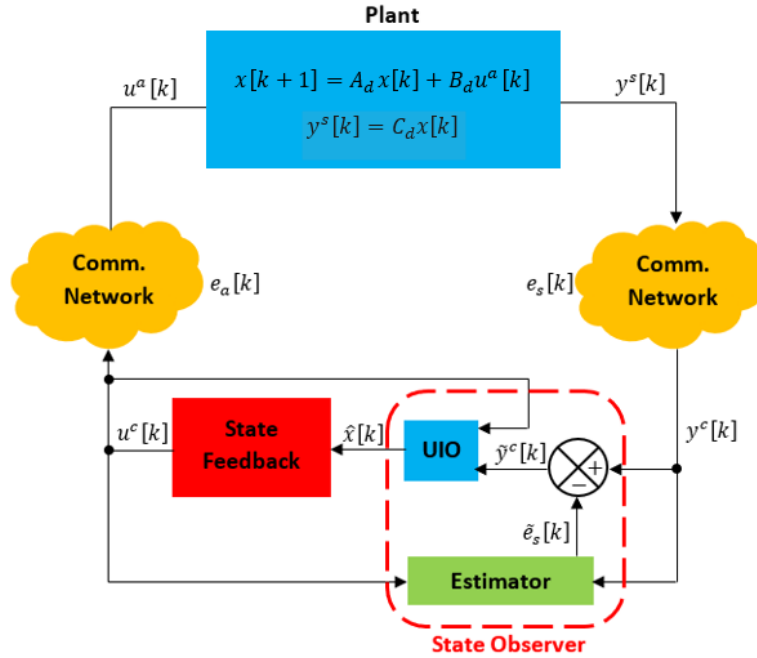 Plant
u^a[k]
x[k + 1] = A_d x[k] + B_d u^a[k]
y^s[k] = C_d x[k]
y^s[k]
Comm.
Network
e_a[k]
e_s[k]
Comm.
Network
u^c[k]
State
Feedback
x̂[k]
UIO
ỹ^c[k]
+
−
y^c[k]
ẽ_s[k]
Estimator
State Observer